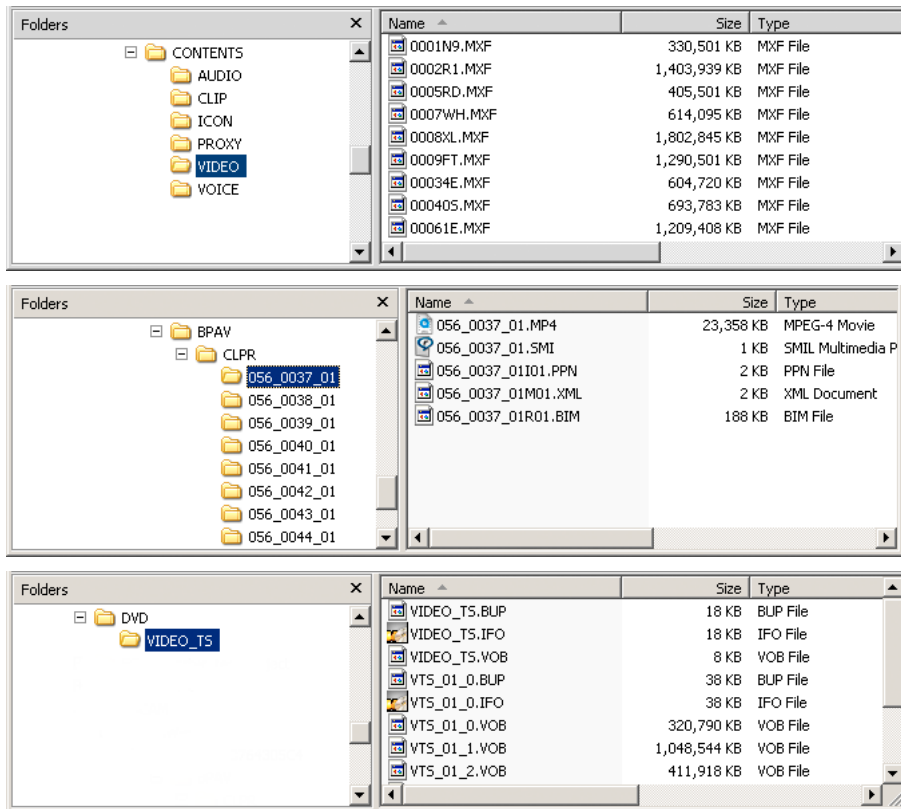 Folders
CONTENTS
AUDIO
CLIP
ICON
PROXY
VIDEO
VOICE
Name Size Type
0001N9.MXF 330,501 KB MXF File
0002R1.MXF 1,403,939 KB MXF File
0005RD.MXF 405,501 KB MXF File
0007WH.MXF 614,095 KB MXF File
0008XL.MXF 1,802,845 KB MXF File
0009FT.MXF 1,290,501 KB MXF File
00034E.MXF 604,720 KB MXF File
00040S.MXF 693,783 KB MXF File
00061E.MXF 1,209,408 KB MXF File
Folders
BPAV
CLPR
056_0037_01
056_0038_01
056_0039_01
056_0040_01
056_0041_01
056_0042_01
056_0043_01
056_0044_01
Name Size Type
056_0037_01.MP4 23,358 KB MPEG-4 Movie
056_0037_01.SMI 1 KB SMIL Multimedia P
056_0037_01I01.PPN 2 KB PPN File
056_0037_01M01.XML 2 KB XML Document
056_0037_01R01.BIM 188 KB BIM File
Folders
DVD
VIDEO_TS
Name Size Type
VIDEO_TS.BUP 18 KB BUP File
VIDEO_TS.IFO 18 KB IFO File
VIDEO_TS.VOB 8 KB VOB File
VTS_01_0.BUP 38 KB BUP File
VTS_01_0.IFO 38 KB IFO File
VTS_01_0.VOB 320,790 KB VOB File
VTS_01_1.VOB 1,048,544 KB VOB File
VTS_01_2.VOB 411,918 KB VOB File